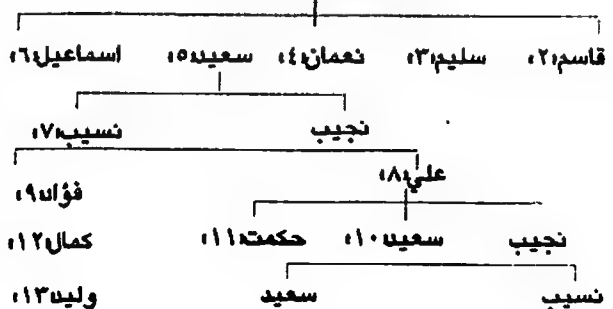 قاسم«٢» سليم«٣» نعمان«٤» سعيد«٥» اسماعيل«٦»
نجيب نسيب«٧»
علي«٨»
فؤاد«٩»
نجيب سعيد«١٠» حكمت«١١» كمال«١٢»
نسيب سعيد وليد«١٣»